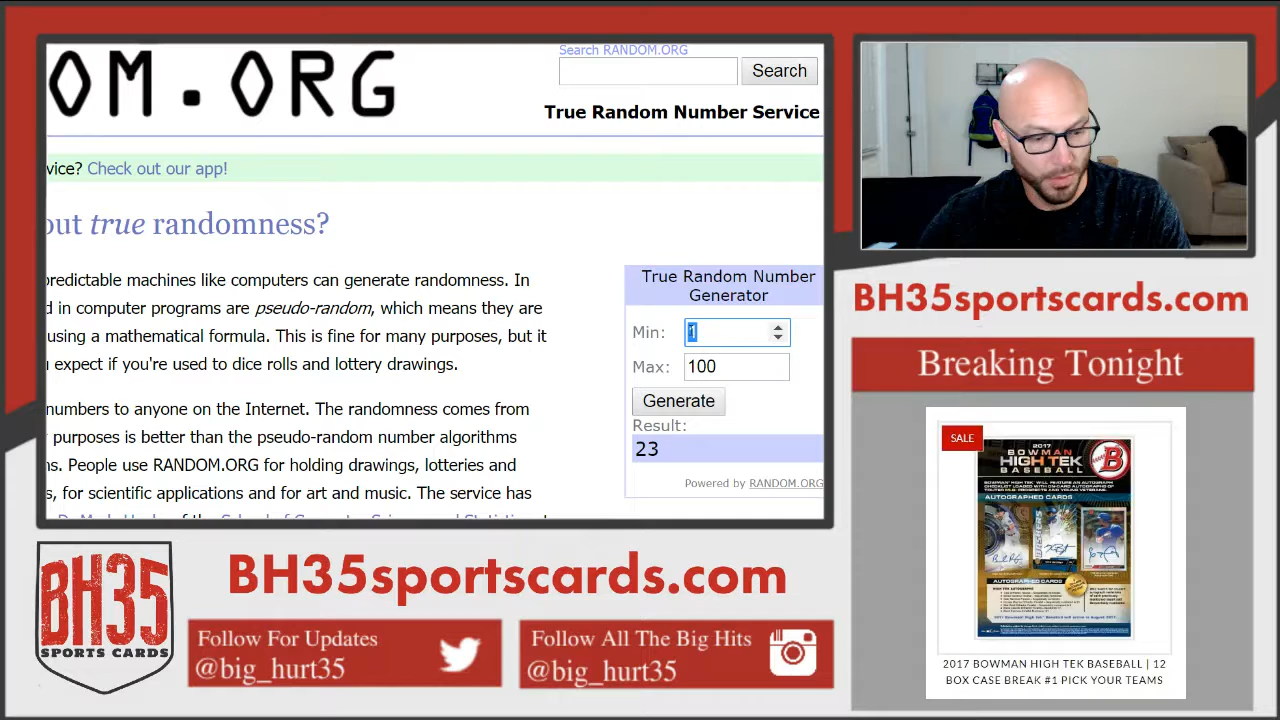 OM.ORG
Search RANDOM.ORG
Search
True Random Number Service
vice? Check out our app!
out true randomness?
predictable machines like computers can generate randomness. In
d in computer programs are pseudo-random, which means they are
using a mathematical formula. This is fine for many purposes, but it
expect if you're used to dice rolls and lottery drawings.
numbers to anyone on the Internet. The randomness comes from
purposes is better than the pseudo-random number algorithms
s. People use RANDOM.ORG for holding drawings, lotteries and
s, for scientific applications and for art and music. The service has
True Random Number
Generator
Min: 1
Max: 100
Generate
Result:
23
Powered by RANDOM.ORG
BH35sportscards.com
Breaking Tonight
SALE
2017
BOWMAN
HIGH TEK
BASEBALL
B
AUTOGRAPHED CARDS
AUTOGRAPHED CARDS
2017 BOWMAN HIGH TEK BASEBALL | 12
BOX CASE BREAK #1 PICK YOUR TEAMS
BH35
SPORTS CARDS
BH35sportscards.com
Follow For Updates
@big_hurt35
Follow All The Big Hits
@big_hurt35